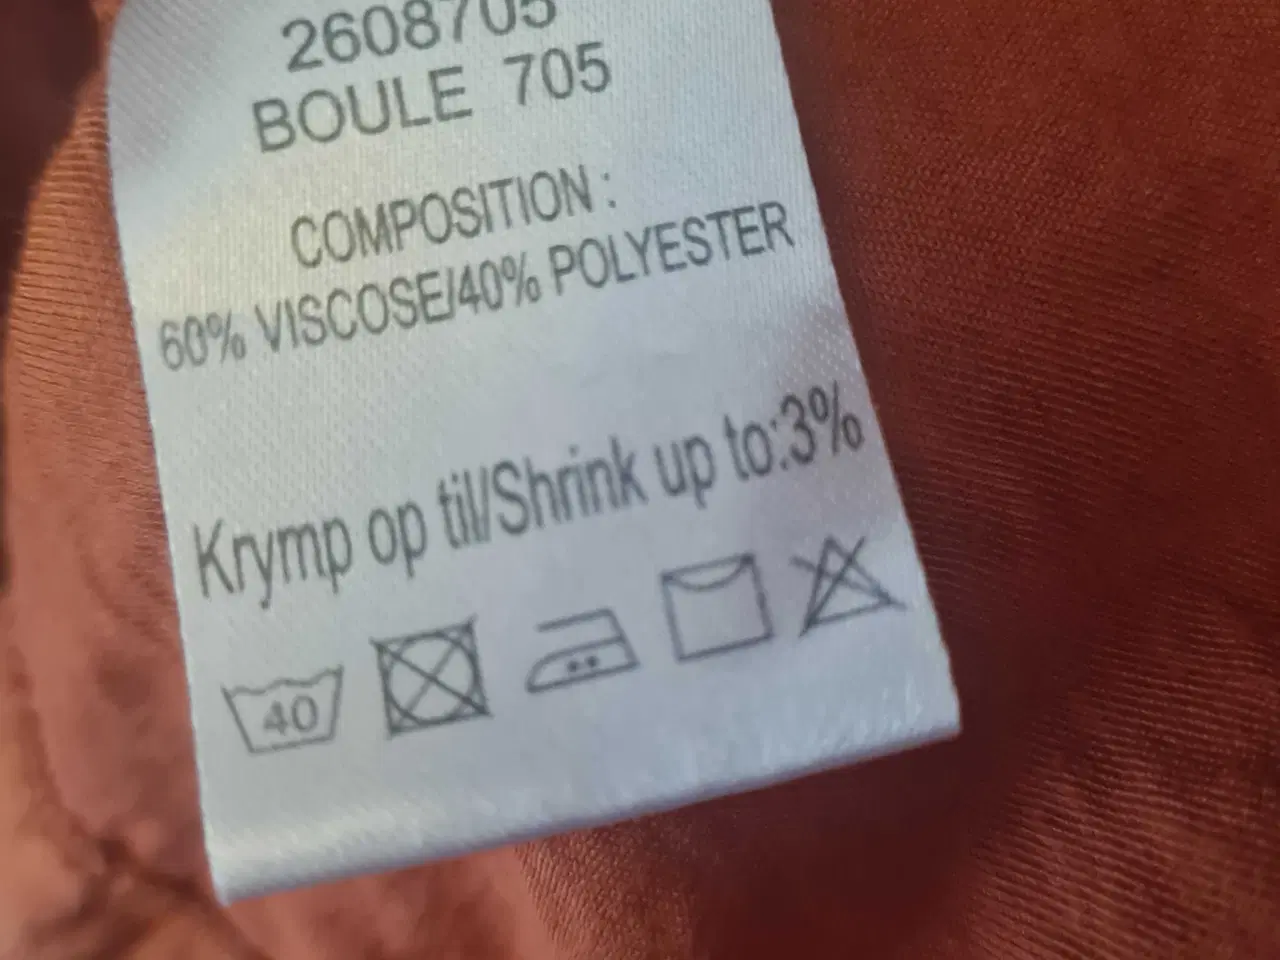 2608705
BOULE 705
COMPOSITION :
60% VISCOSE/40% POLYESTER
Krymp op til/Shrink up to:3%
40